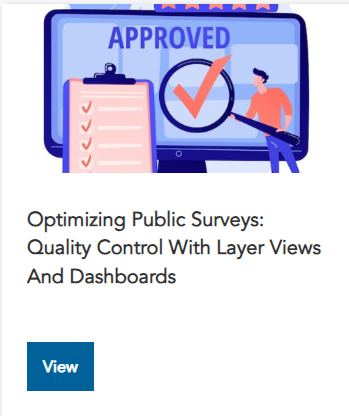 APPROVED
Optimizing Public Surveys:
Quality Control With Layer Views
And Dashboards
View